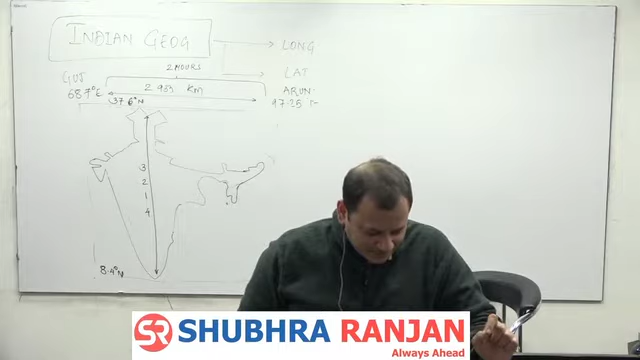 INDIAN GEOG
LONG
LAT
2 HOURS
GUJ
2 933 KM
ARUN.
68.7°E
37.6°N
97.25
3
2
1
4
8.4°N
SR SHUBHRA RANJAN
Always Ahead